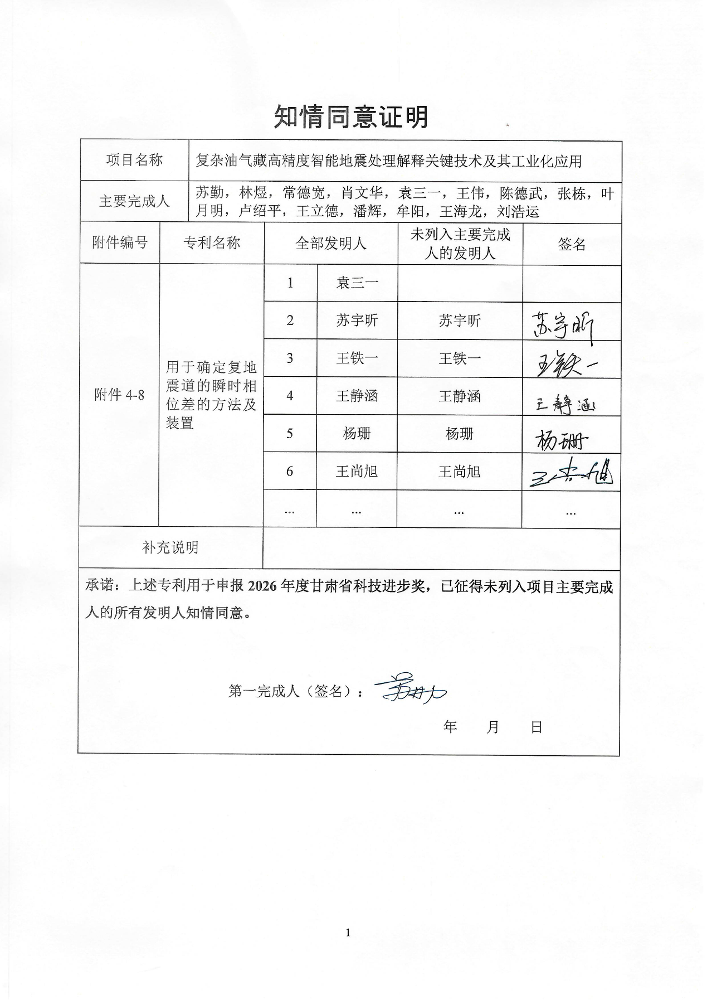 知情同意证明
项目名称
复杂油气藏高精度智能地震处理解释关键技术及其工业化应用
主要完成人
苏勤，林煜，常德宽，肖文华，袁三一，王伟，陈德武，张栋，叶
月明，卢绍平，王立德，潘辉，牟阳，王海龙，刘浩运
附件编号
专利名称
全部发明人
未列入主要完成
人的发明人
签名
附件 4-8
用于确定复地
震道的瞬时相
位差的方法及
装置
1 袁三一
2 苏宇昕 苏宇昕 苏宇昕
3 王铁一 王铁一 王铁一
4 王静涵 王静涵 王静涵
5 杨珊 杨珊 杨珊
6 王尚旭 王尚旭 王尚旭
... ... ... ...
补充说明
承诺：上述专利用于申报 2026 年度甘肃省科技进步奖，已征得未列入项目主要完成
人的所有发明人知情同意。
第一完成人（签名）：苏勤
年 月 日
1